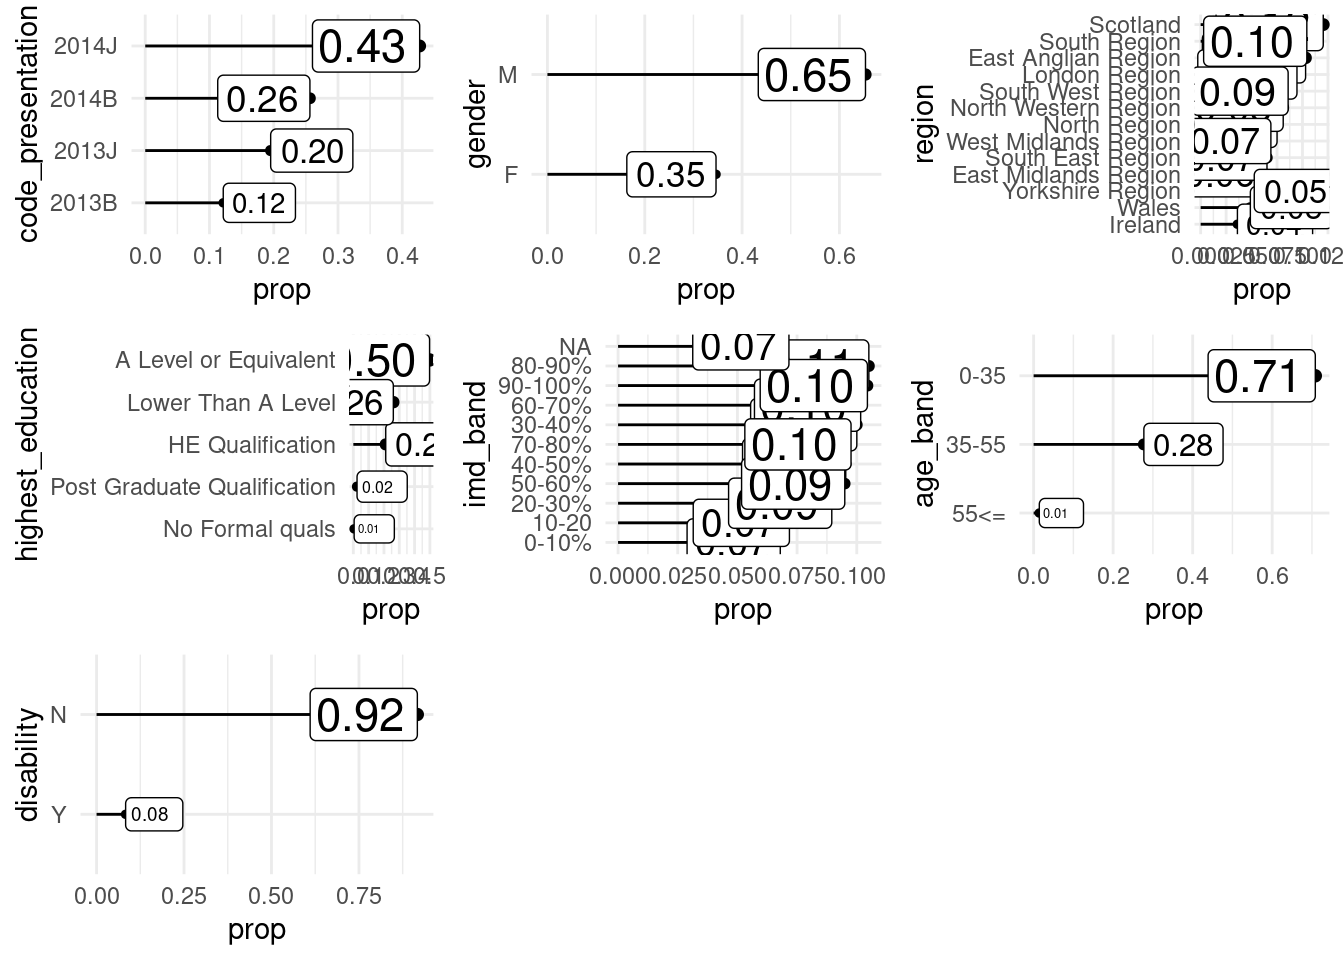 code_presentation
2014J
2014B
2013J
2013B
0.43
0.26
0.20
0.12
0.0 0.1 0.2 0.3 0.4
prop
gender
M
F
0.65
0.35
0.0 0.2 0.4 0.6
prop
region
Scotland
South Region
East Anglian Region
London Region
South West Region
North Western Region
North Region
West Midlands Region
South East Region
East Midlands Region
Yorkshire Region
Wales
Ireland
0.10
0.09
0.07
0.05
prop
highest_education
A Level or Equivalent
Lower Than A Level
HE Qualification
Post Graduate Qualification
No Formal quals
.50
26
0.2
0.02
0.01
prop
imd_band
NA
80-90%
90-100%
60-70%
30-40%
70-80%
40-50%
50-60%
20-30%
10-20
0-10%
0.07
0.10
0.10
0.09
0.07
0.000 0.025 0.050 0.075 0.100
prop
age_band
0-35
35-55
55<=
0.71
0.28
0.01
0.0 0.2 0.4 0.6
prop
disability
N
Y
0.92
0.08
0.00 0.25 0.50 0.75
prop